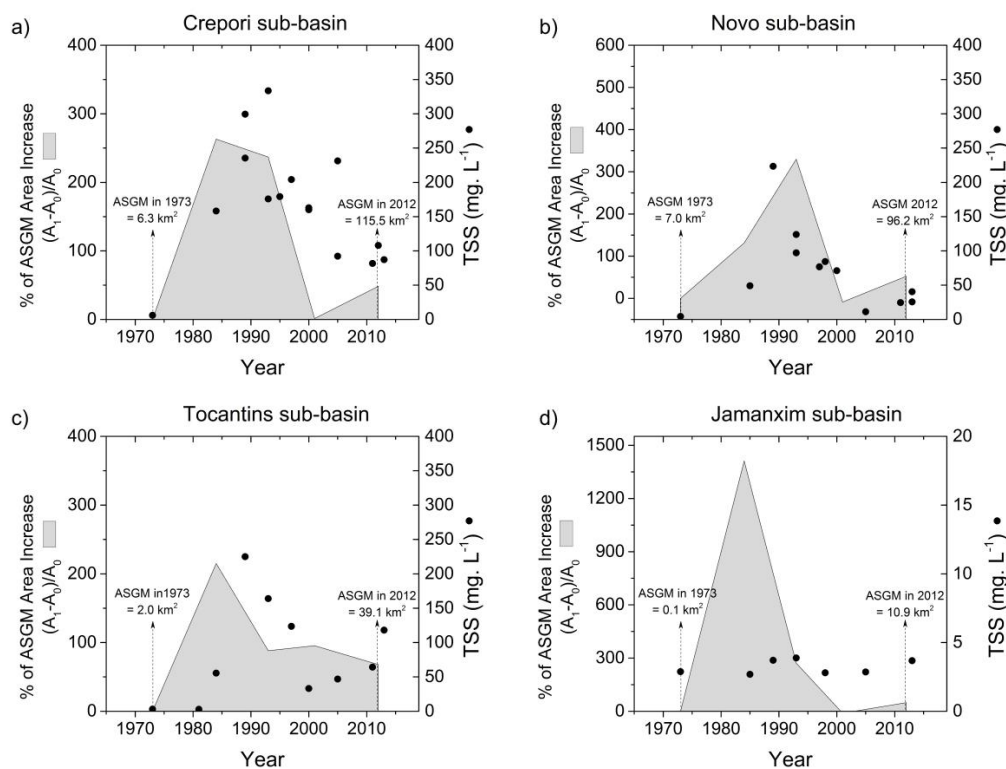 a)
Crepori sub-basin
400
300
200
100
0
% of ASGM Area Increase
(A₁-A₀)/A₀
ASGM in 1973
= 6.3 km²
ASGM in 2012
= 115.5 km²
400
350
300
250
200
150
100
50
0
TSS (mg. L⁻¹)
1970 1980 1990 2000 2010
Year
b)
Novo sub-basin
600
500
400
300
300
150
100
50
0
% of ASGM Area Increase
(A₁-A₀)/A₀
ASGM 1973
= 7.0 km²
ASGM 2012
= 96.2 km²
400
350
300
250
200
150
100
50
0
TSS (mg. L⁻¹)
1970 1980 1990 2000 2010
Year
c)
Tocantins sub-basin
400
300
200
100
0
% of ASGM Area Increase
(A₁-A₀)/A₀
ASGM in1973
= 2.0 km²
ASGM in 2012
= 39.1 km²
400
350
300
250
200
150
100
50
0
TSS (mg. L⁻¹)
1970 1980 1990 2000 2010
Year
d)
Jamanxim sub-basin
1500
1200
900
600
300
0
% of ASGM Area Increase
(A₁-A₀)/A₀
ASGM in 1973
= 0.1 km²
ASGM in 2012
= 10.9 km²
20
15
10
5
0
TSS (mg. L⁻¹)
1970 1980 1990 2000 2010
Year